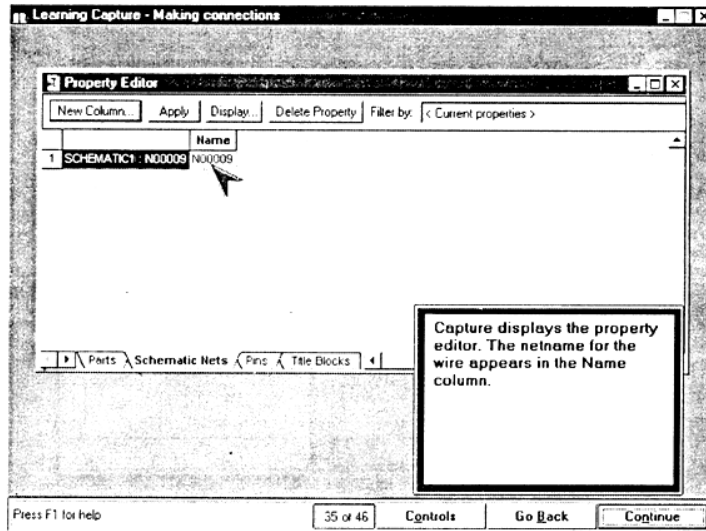 Learning Capture - Making connections
Property Editor
New Column... Apply Display... Delete Property Filter by: < Current properties >
Name
1 SCHEMATIC1 : N00009 N00009
Parts Schematic Nets Pins Title Blocks
Capture displays the property
editor. The netname for the
wire appears in the Name
column.
Press F1 for help 35 of 46 Controls Go Back Continue